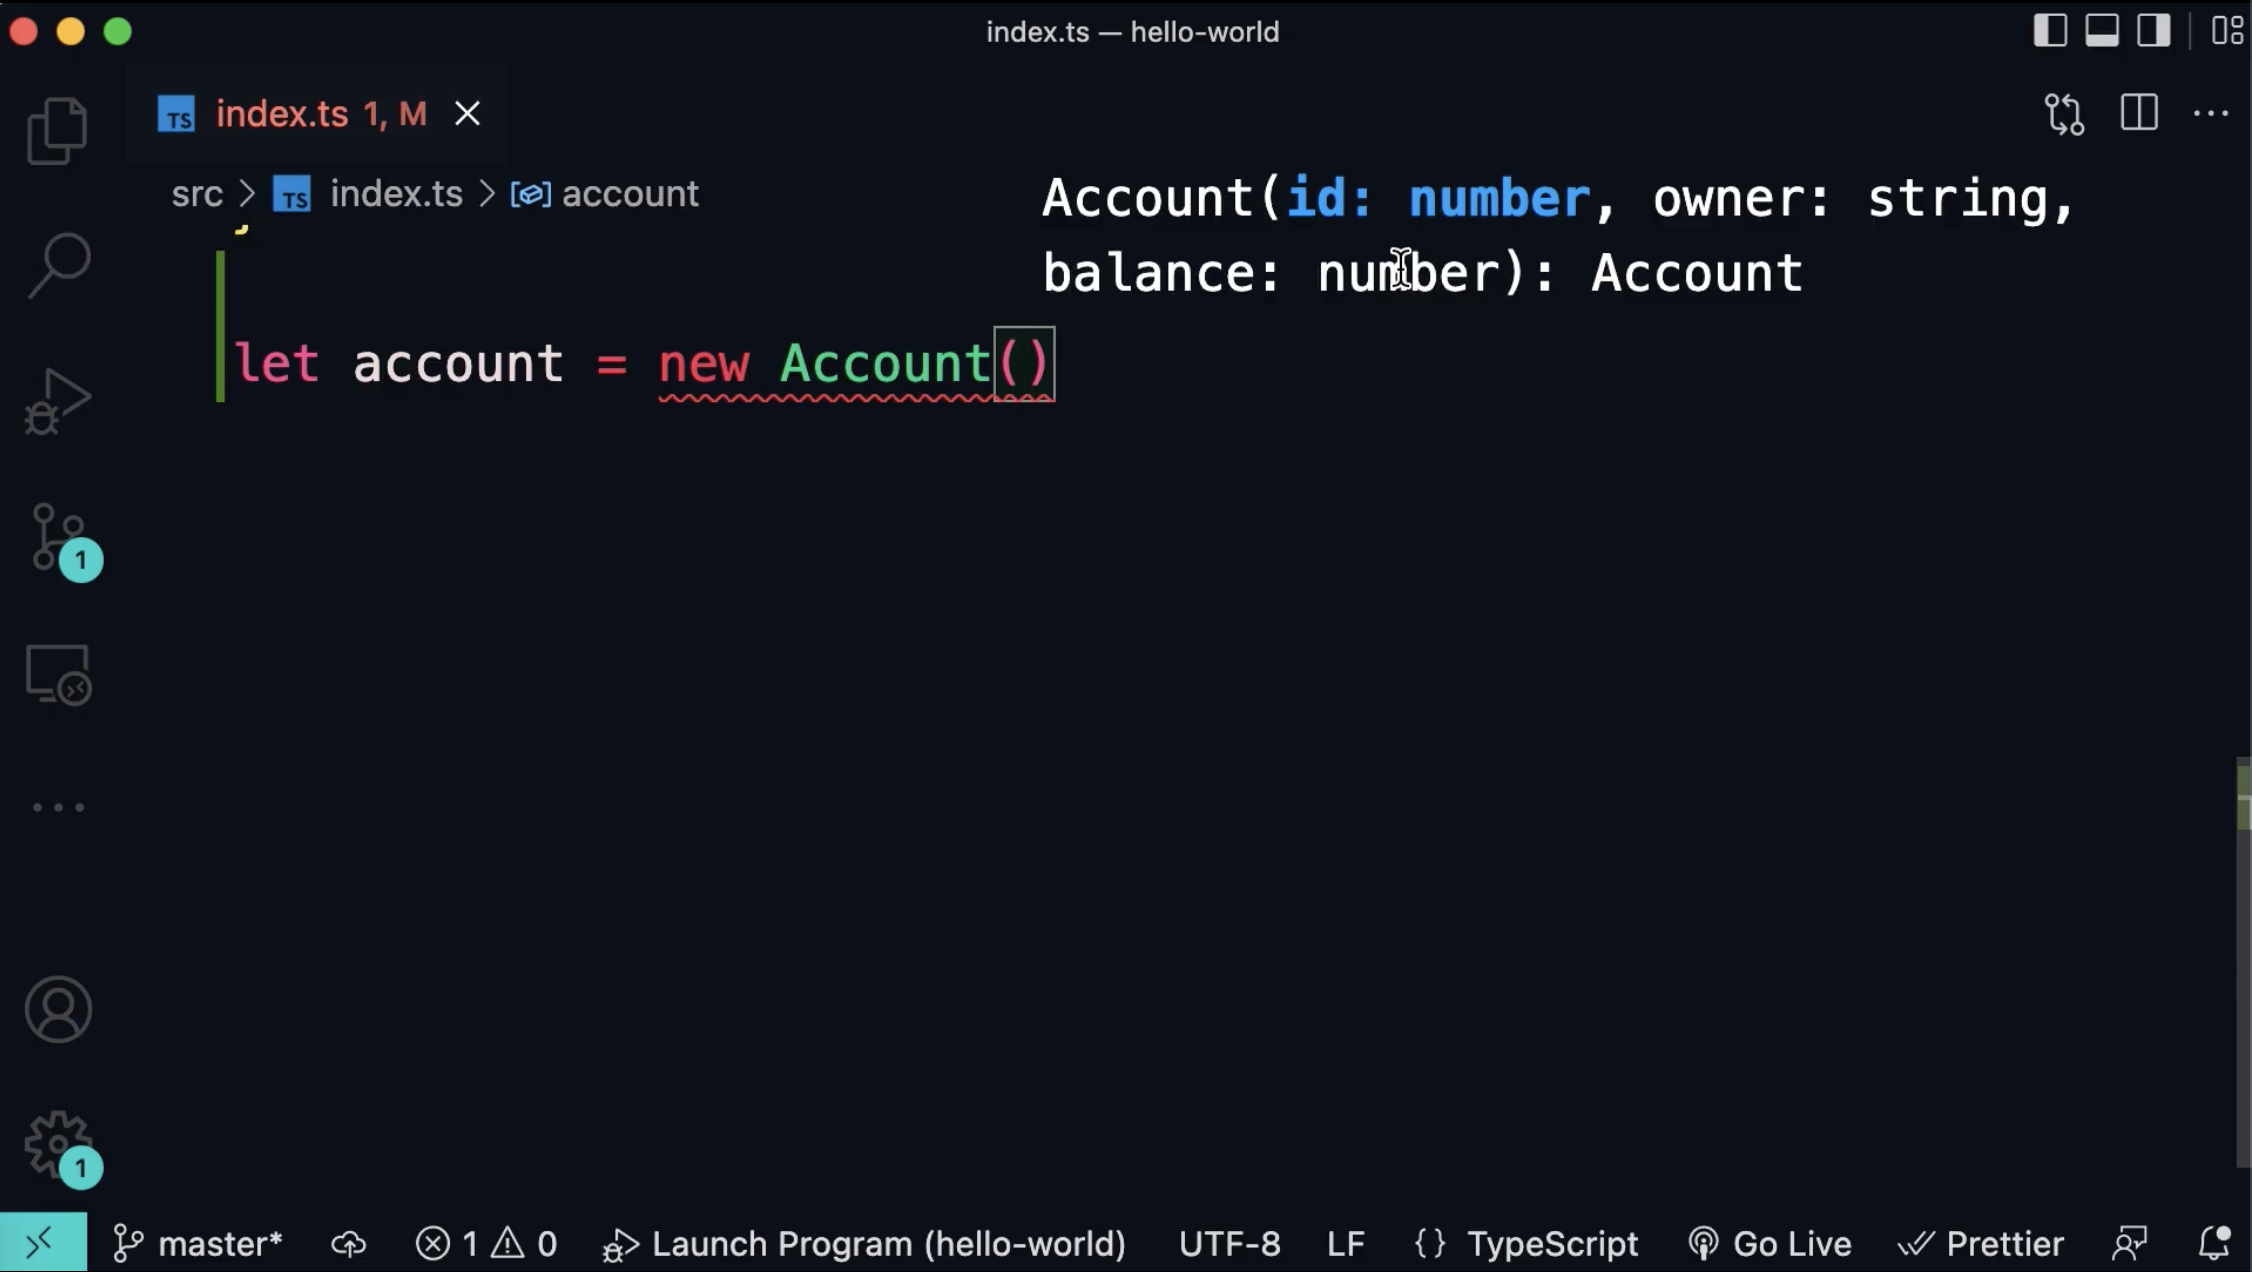 index.ts — hello-world
TS index.ts 1, M
src > TS index.ts > account
Account(id: number, owner: string,
balance: number): Account
}
let account = new Account()
1
1
master* 1 0 Launch Program (hello-world) UTF-8 LF {} TypeScript Go Live Prettier